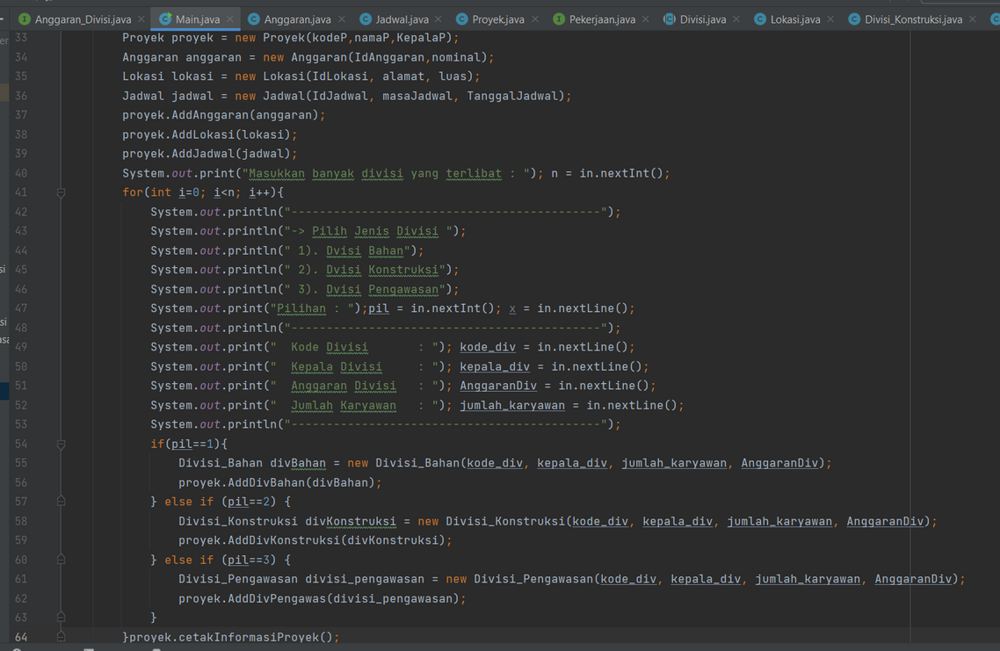 Anggaran_Divisi.java Main.java Anggaran.java Jadwal.java Proyek.java Pekerjaan.java Divisi.java Lokasi.java Divisi_Konstruksi.java
33 Proyek proyek = new Proyek(kodeP,namaP,KepalaP);
34 Anggaran anggaran = new Anggaran(IdAnggaran,nominal);
35 Lokasi lokasi = new Lokasi(IdLokasi, alamat, luas);
36 Jadwal jadwal = new Jadwal(IdJadwal, masaJadwal, TanggalJadwal);
37 proyek.AddAnggaran(anggaran);
38 proyek.AddLokasi(lokasi);
39 proyek.AddJadwal(jadwal);
40 System.out.print("Masukkan banyak divisi yang terlibat : "); n = in.nextInt();
41 for(int i=0; i<n; i++){
42 System.out.println("--------------------------------------------");
43 System.out.println("-> Pilih Jenis Divisi ");
44 System.out.println(" 1). Dvisi Bahan");
45 System.out.println(" 2). Dvisi Konstruksi");
46 System.out.println(" 3). Dvisi Pengawasan");
47 System.out.print("Pilihan : ");pil = in.nextInt(); x = in.nextLine();
48 System.out.println("--------------------------------------------");
49 System.out.print("  Kode Divisi       : "); kode_div = in.nextLine();
50 System.out.print("  Kepala Divisi     : "); kepala_div = in.nextLine();
51 System.out.print("  Anggaran Divisi   : "); AnggaranDiv = in.nextLine();
52 System.out.print("  Jumlah Karyawan   : "); jumlah_karyawan = in.nextLine();
53 System.out.println("--------------------------------------------");
54 if(pil==1){
55 Divisi_Bahan divBahan = new Divisi_Bahan(kode_div, kepala_div, jumlah_karyawan, AnggaranDiv);
56 proyek.AddDivBahan(divBahan);
57 } else if (pil==2) {
58 Divisi_Konstruksi divKonstruksi = new Divisi_Konstruksi(kode_div, kepala_div, jumlah_karyawan, AnggaranDiv);
59 proyek.AddDivKonstruksi(divKonstruksi);
60 } else if (pil==3) {
61 Divisi_Pengawasan divisi_pengawasan = new Divisi_Pengawasan(kode_div, kepala_div, jumlah_karyawan, AnggaranDiv);
62 proyek.AddDivPengawas(divisi_pengawasan);
63 }
64 }proyek.cetakInformasiProyek();